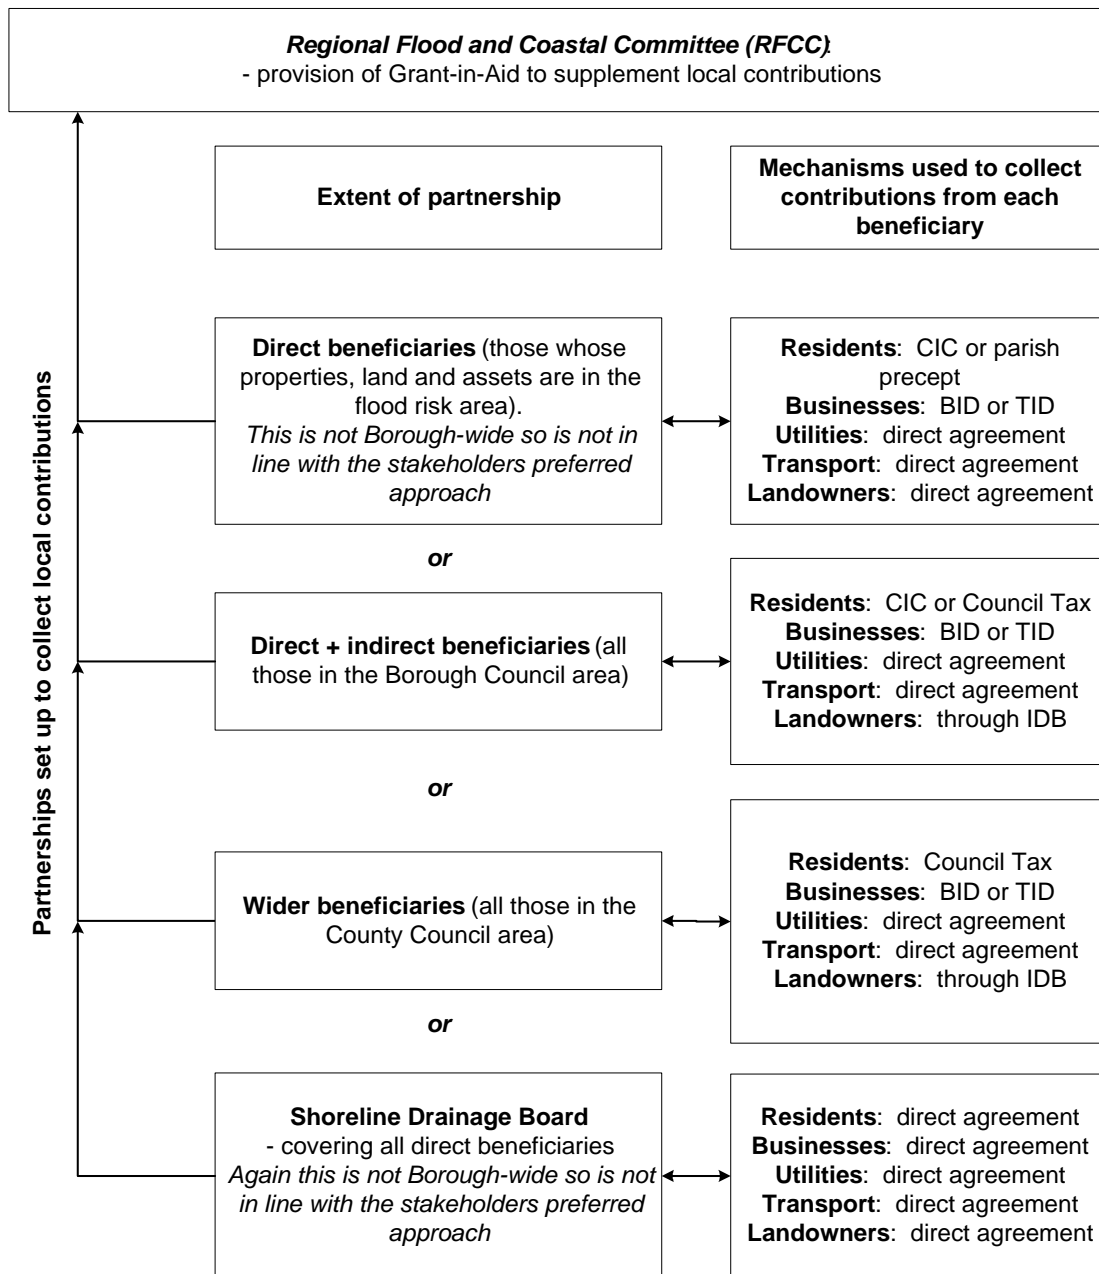 Regional Flood and Coastal Committee (RFCC):
- provision of Grant-in-Aid to supplement local contributions
Extent of partnership
Mechanisms used to collect
contributions from each
beneficiary
Partnerships set up to collect local contributions
Direct beneficiaries (those whose
properties, land and assets are in the
flood risk area).
This is not Borough-wide so is not in
line with the stakeholders preferred
approach
Residents: CIC or parish
precept
Businesses: BID or TID
Utilities: direct agreement
Transport: direct agreement
Landowners: direct agreement
or
Direct + indirect beneficiaries (all
those in the Borough Council area)
Residents: CIC or Council Tax
Businesses: BID or TID
Utilities: direct agreement
Transport: direct agreement
Landowners: through IDB
or
Wider beneficiaries (all those in the
County Council area)
Residents: Council Tax
Businesses: BID or TID
Utilities: direct agreement
Transport: direct agreement
Landowners: through IDB
or
Shoreline Drainage Board
- covering all direct beneficiaries
Again this is not Borough-wide so is not
in line with the stakeholders preferred
approach
Residents: direct agreement
Businesses: direct agreement
Utilities: direct agreement
Transport: direct agreement
Landowners: direct agreement